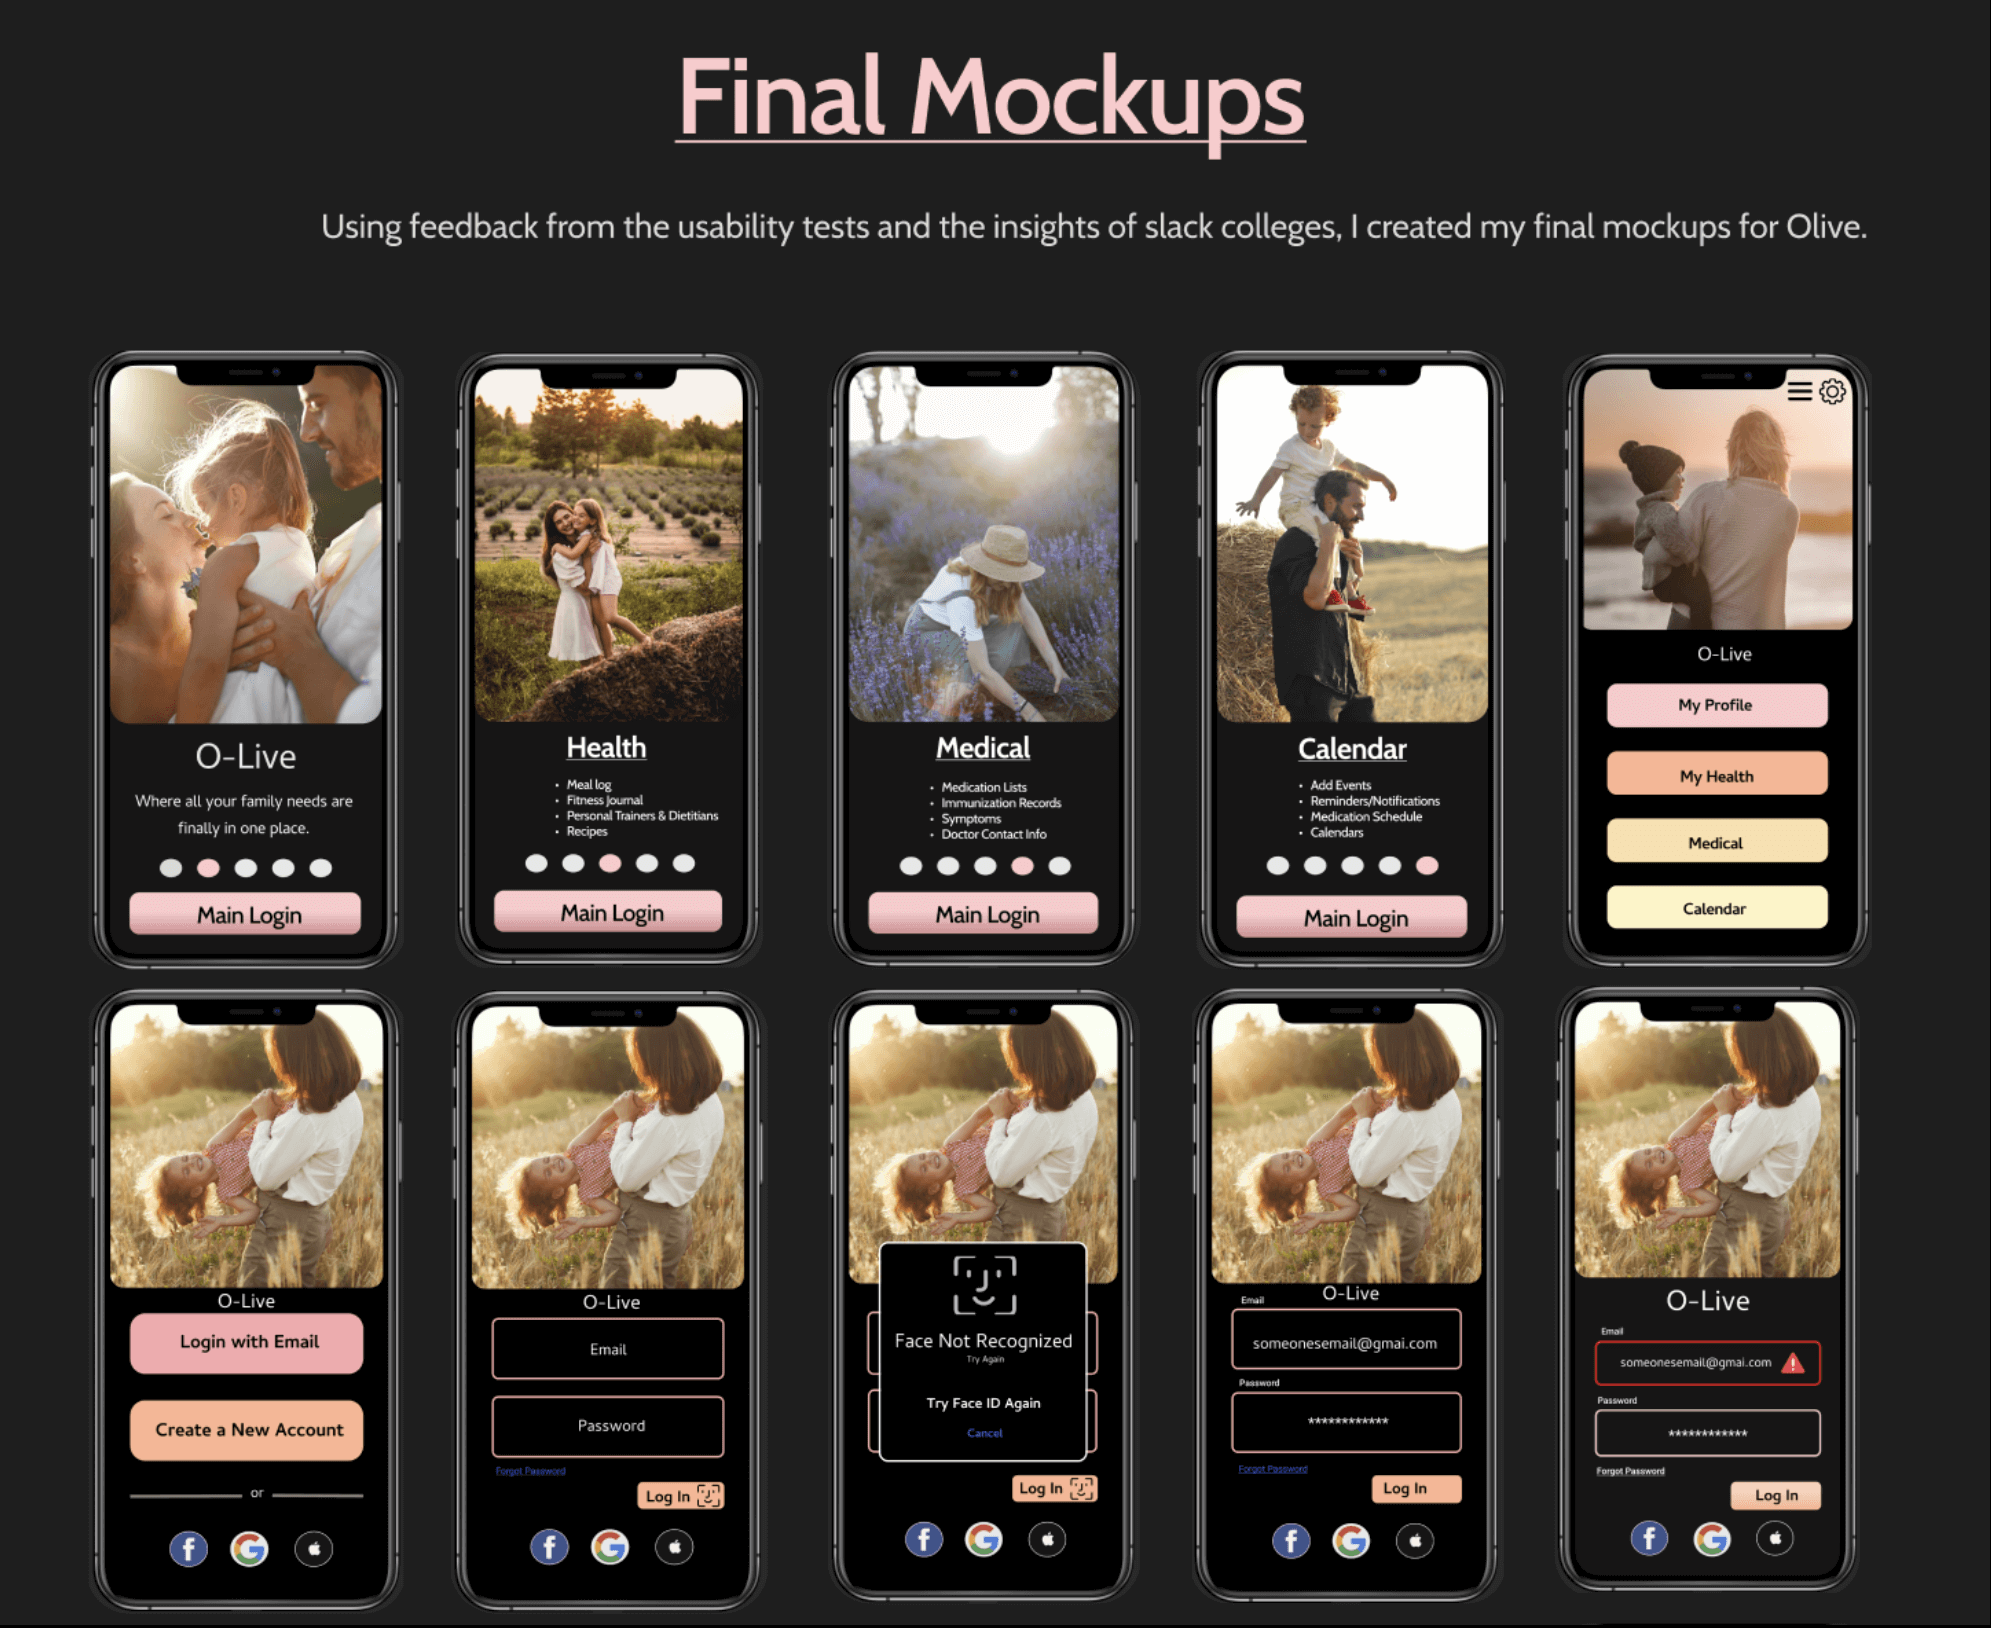 Final Mockups
Using feedback from the usability tests and the insights of slack colleges, I created my final mockups for Olive.
O-Live
Where all your family needs are
finally in one place.
Main Login
Health
• Meal log
• Fitness Journal
• Personal Trainers & Dietitians
• Recipes
Main Login
Medical
• Medication Lists
• Immunization Records
• Symptoms
• Doctor Contact Info
Main Login
Calendar
• Add Events
• Reminders/Notifications
• Medication Schedule
• Calendars
Main Login
O-Live
My Profile
My Health
Medical
Calendar
O-Live
Login with Email
Create a New Account
or
O-Live
Email
Password
Forgot Password
Log In
Face Not Recognized
Try Again
Try Face ID Again
Cancel
Log In
O-Live
Email
someonesemail@gmai.com
Password
************
Forgot Password
Log In
O-Live
Email
someonesemail@gmai.com
Password
************
Forgot Password
Log In